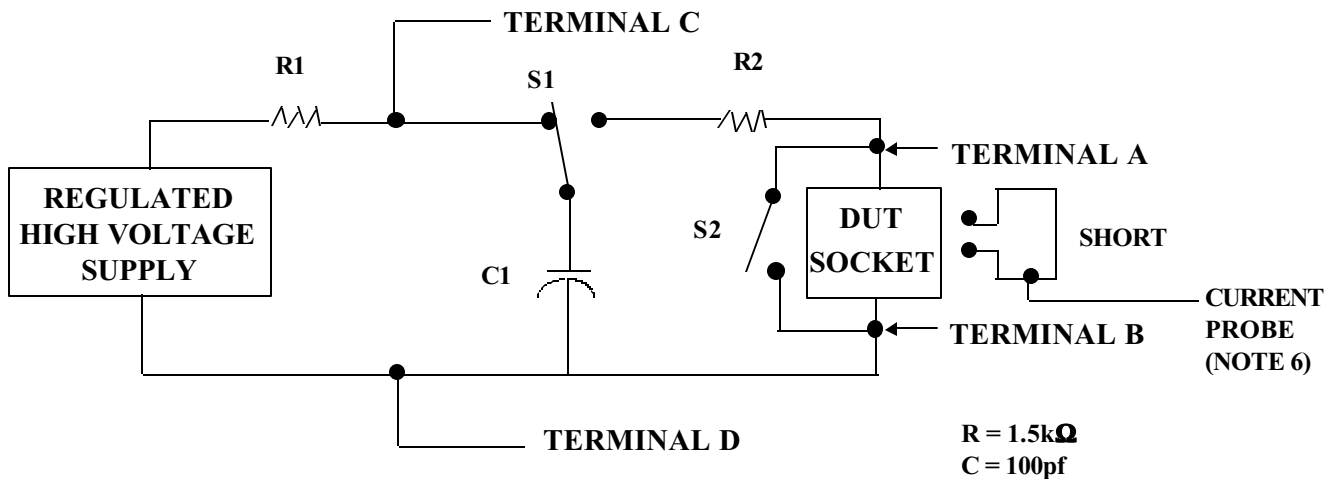 TERMINAL C
R1
S1
R2
TERMINAL A
REGULATED
HIGH VOLTAGE
SUPPLY
DUT
SOCKET
S2
SHORT
C1
CURRENT
PROBE
(NOTE 6)
TERMINAL B
TERMINAL D
R = 1.5kΩ
C = 100pf